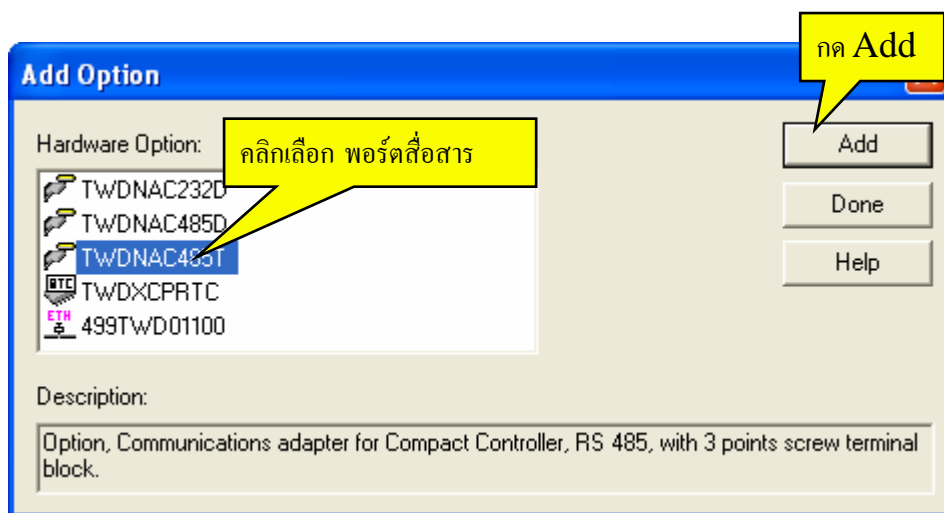 กด Add
Add Option
Hardware Option:
คลิกเลือก พอร์ตสื่อสาร
Add
TWDNAC232D
Done
TWDNAC485D
TWDNAC485T
Help
RTC
TWDXCPRTC
ETH
499TWD01100
Description:
Option, Communications adapter for Compact Controller, RS 485, with 3 points screw terminal
block.